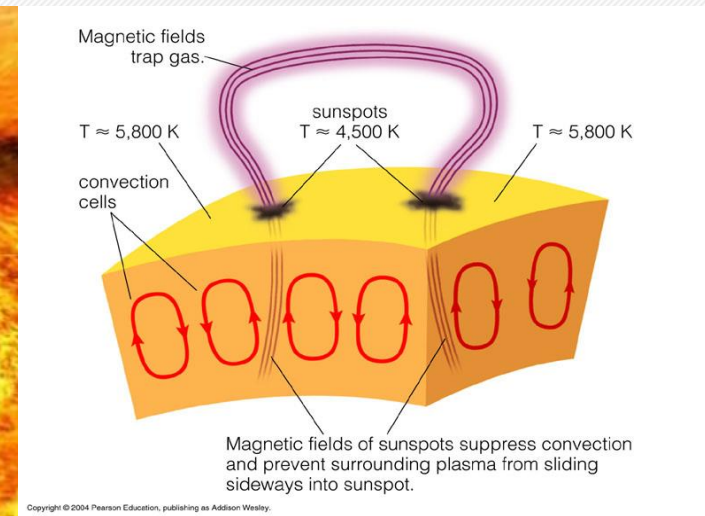 Magnetic fields
trap gas.
sunspots
T ≈ 5,800 K
T ≈ 4,500 K
T ≈ 5,800 K
convection
cells
Magnetic fields of sunspots suppress convection
and prevent surrounding plasma from sliding
sideways into sunspot.
Copyright © 2004 Pearson Education, publishing as Addison Wesley.